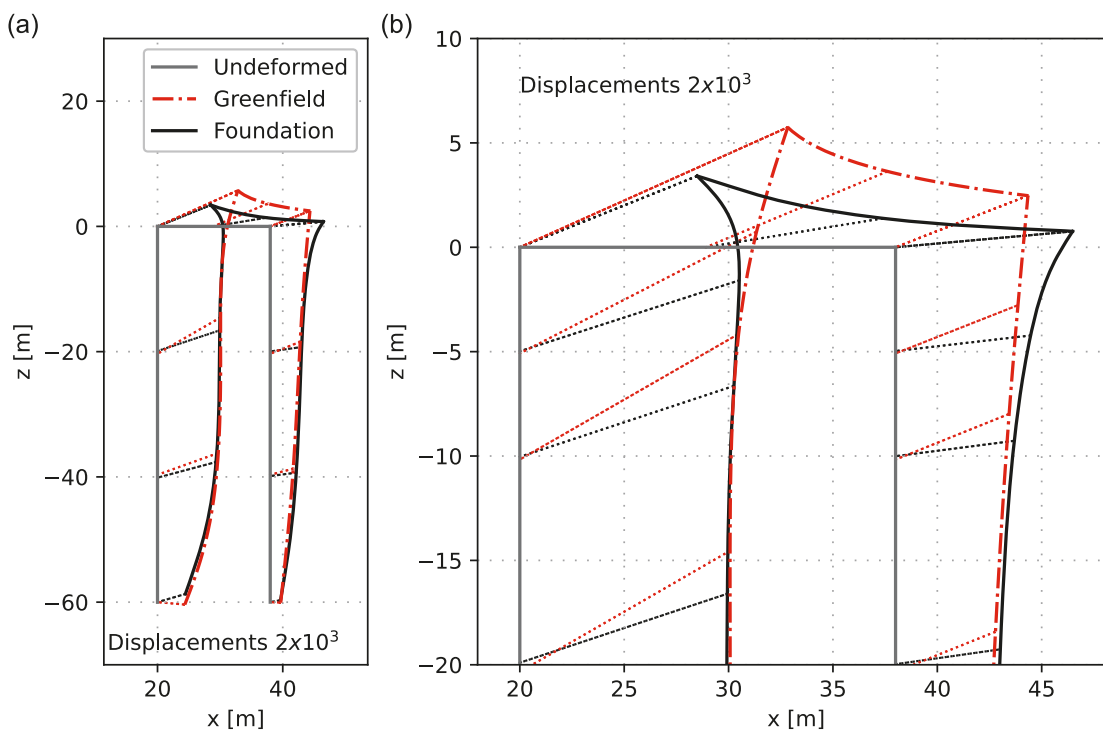 (a)
(b)
Undeformed
Greenfield
Foundation
20
0
−20
−40
−60
z [m]
Displacements 2x10³
20
40
x [m]
10
5
0
−5
−10
−15
−20
z [m]
Displacements 2x10³
20
25
30
35
40
45
x [m]